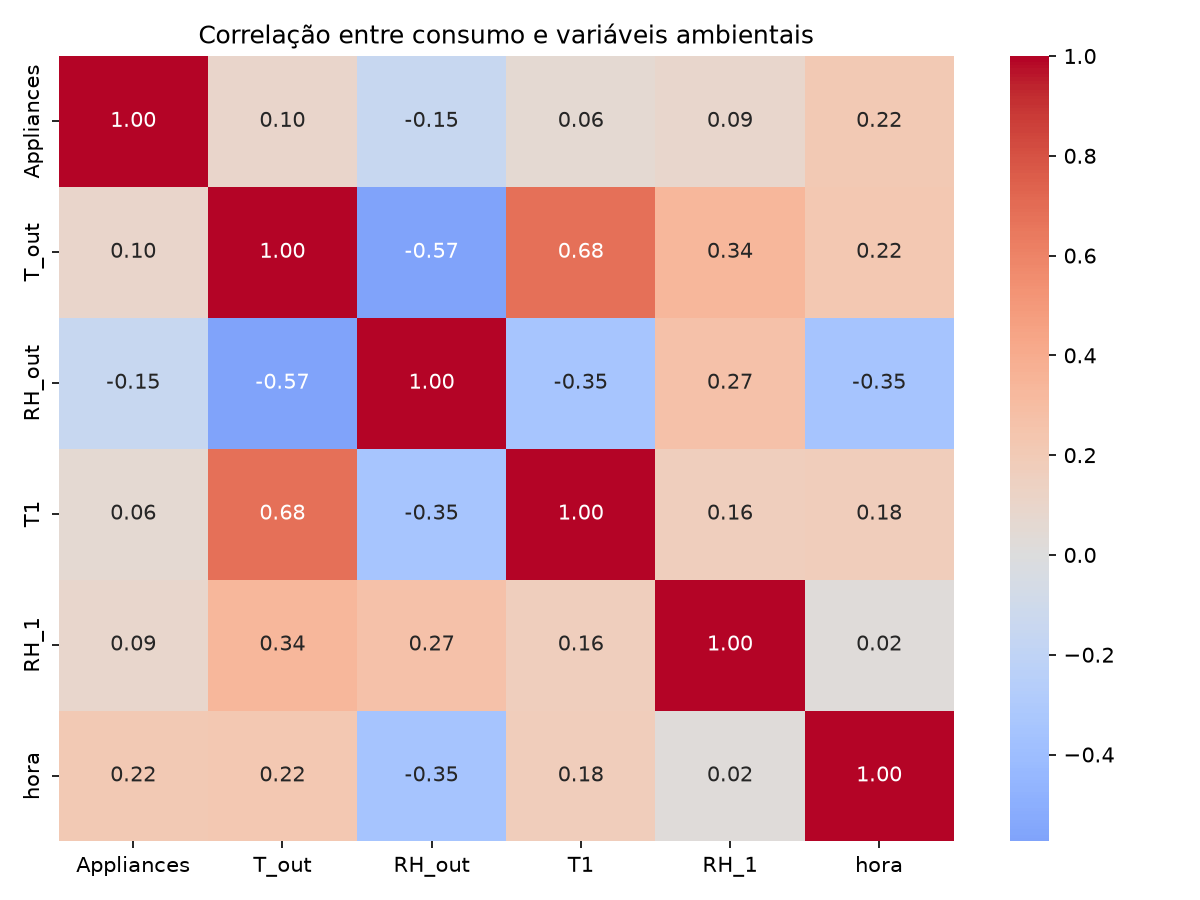 Correlação entre consumo e variáveis ambientais
Appliances 1.00 0.10 -0.15 0.06 0.09 0.22
T_out 0.10 1.00 -0.57 0.68 0.34 0.22
RH_out -0.15 -0.57 1.00 -0.35 0.27 -0.35
T1 0.06 0.68 -0.35 1.00 0.16 0.18
RH_1 0.09 0.34 0.27 0.16 1.00 0.02
hora 0.22 0.22 -0.35 0.18 0.02 1.00
Appliances T_out RH_out T1 RH_1 hora
1.0
0.8
0.6
0.4
0.2
0.0
−0.2
−0.4